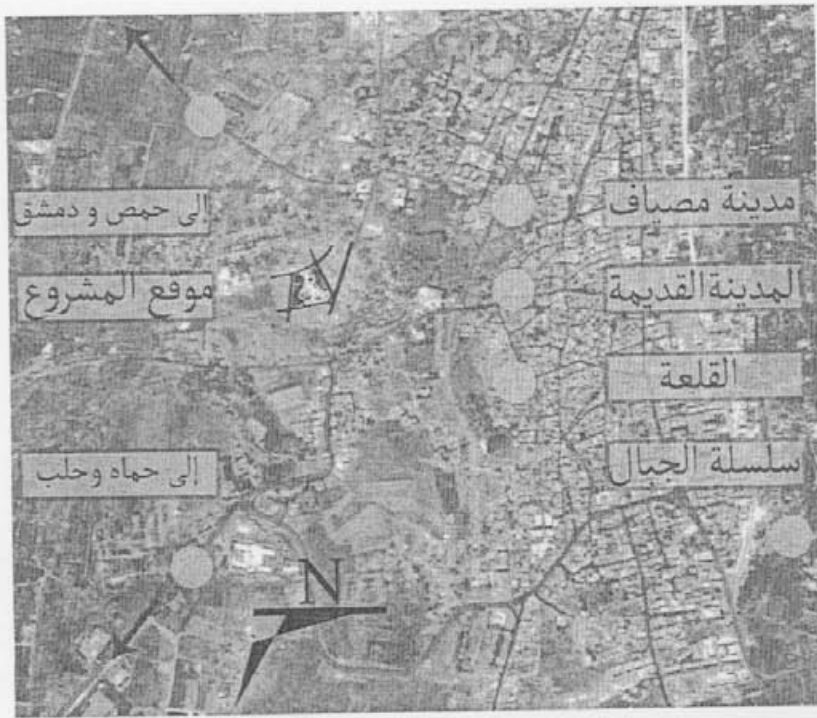 مدينة مصياف
إلى حمص و دمشق
المدينة القديمة
موقع المشروع
القلعة
سلسلة الجبال
إلى حماه وحلب
N